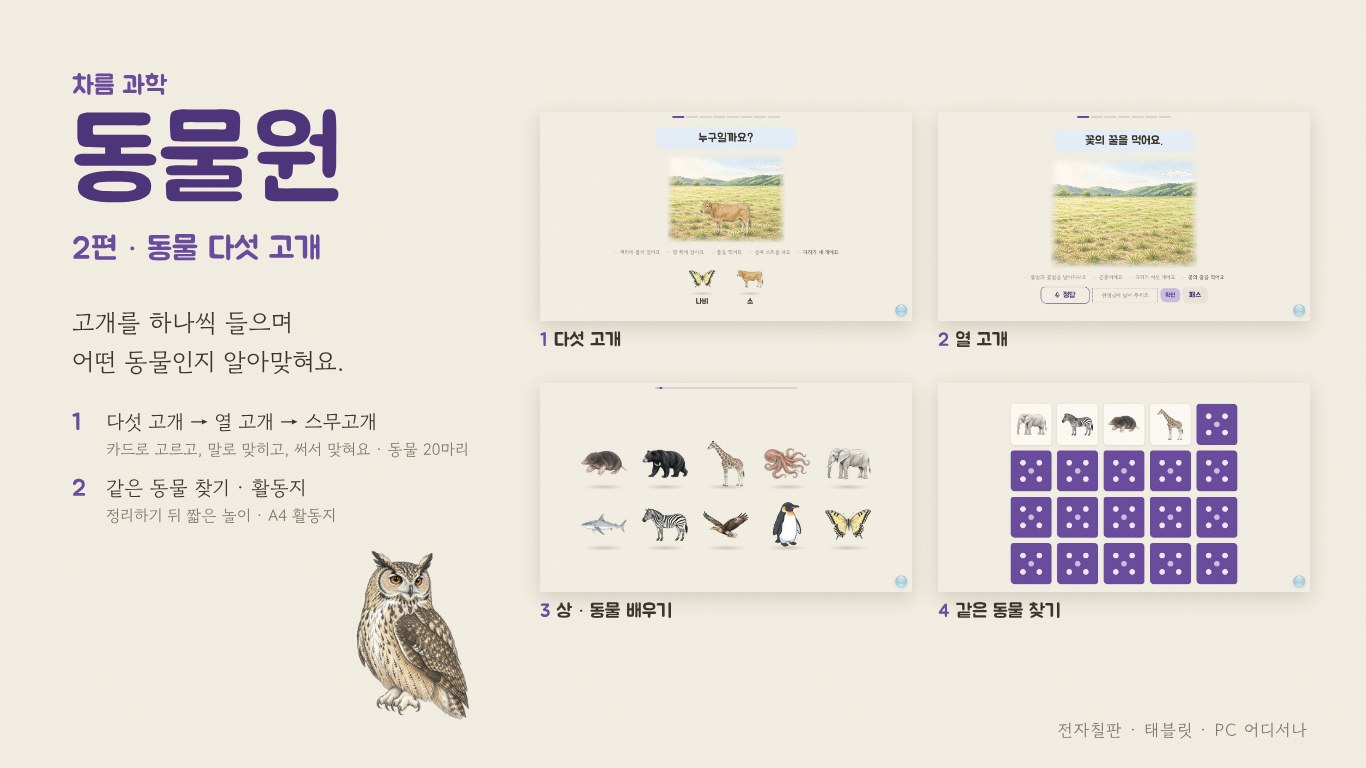 차름 과학
동물원
2편 · 동물 다섯 고개
고개를 하나씩 들으며
어떤 동물인지 알아맞혀요.
1 다섯 고개 → 열 고개 → 스무고개
카드로 고르고, 말로 맞히고, 써서 맞혀요 · 동물 20마리
2 같은 동물 찾기 · 활동지
정리하기 뒤 짧은 놀이 · A4 활동지
누구일까요?
나비 소
1 다섯 고개
꽃의 꿀을 먹어요.
정답 확인 패스
2 열 고개
3 상 · 동물 배우기
4 같은 동물 찾기
전자칠판 · 태블릿 · PC 어디서나